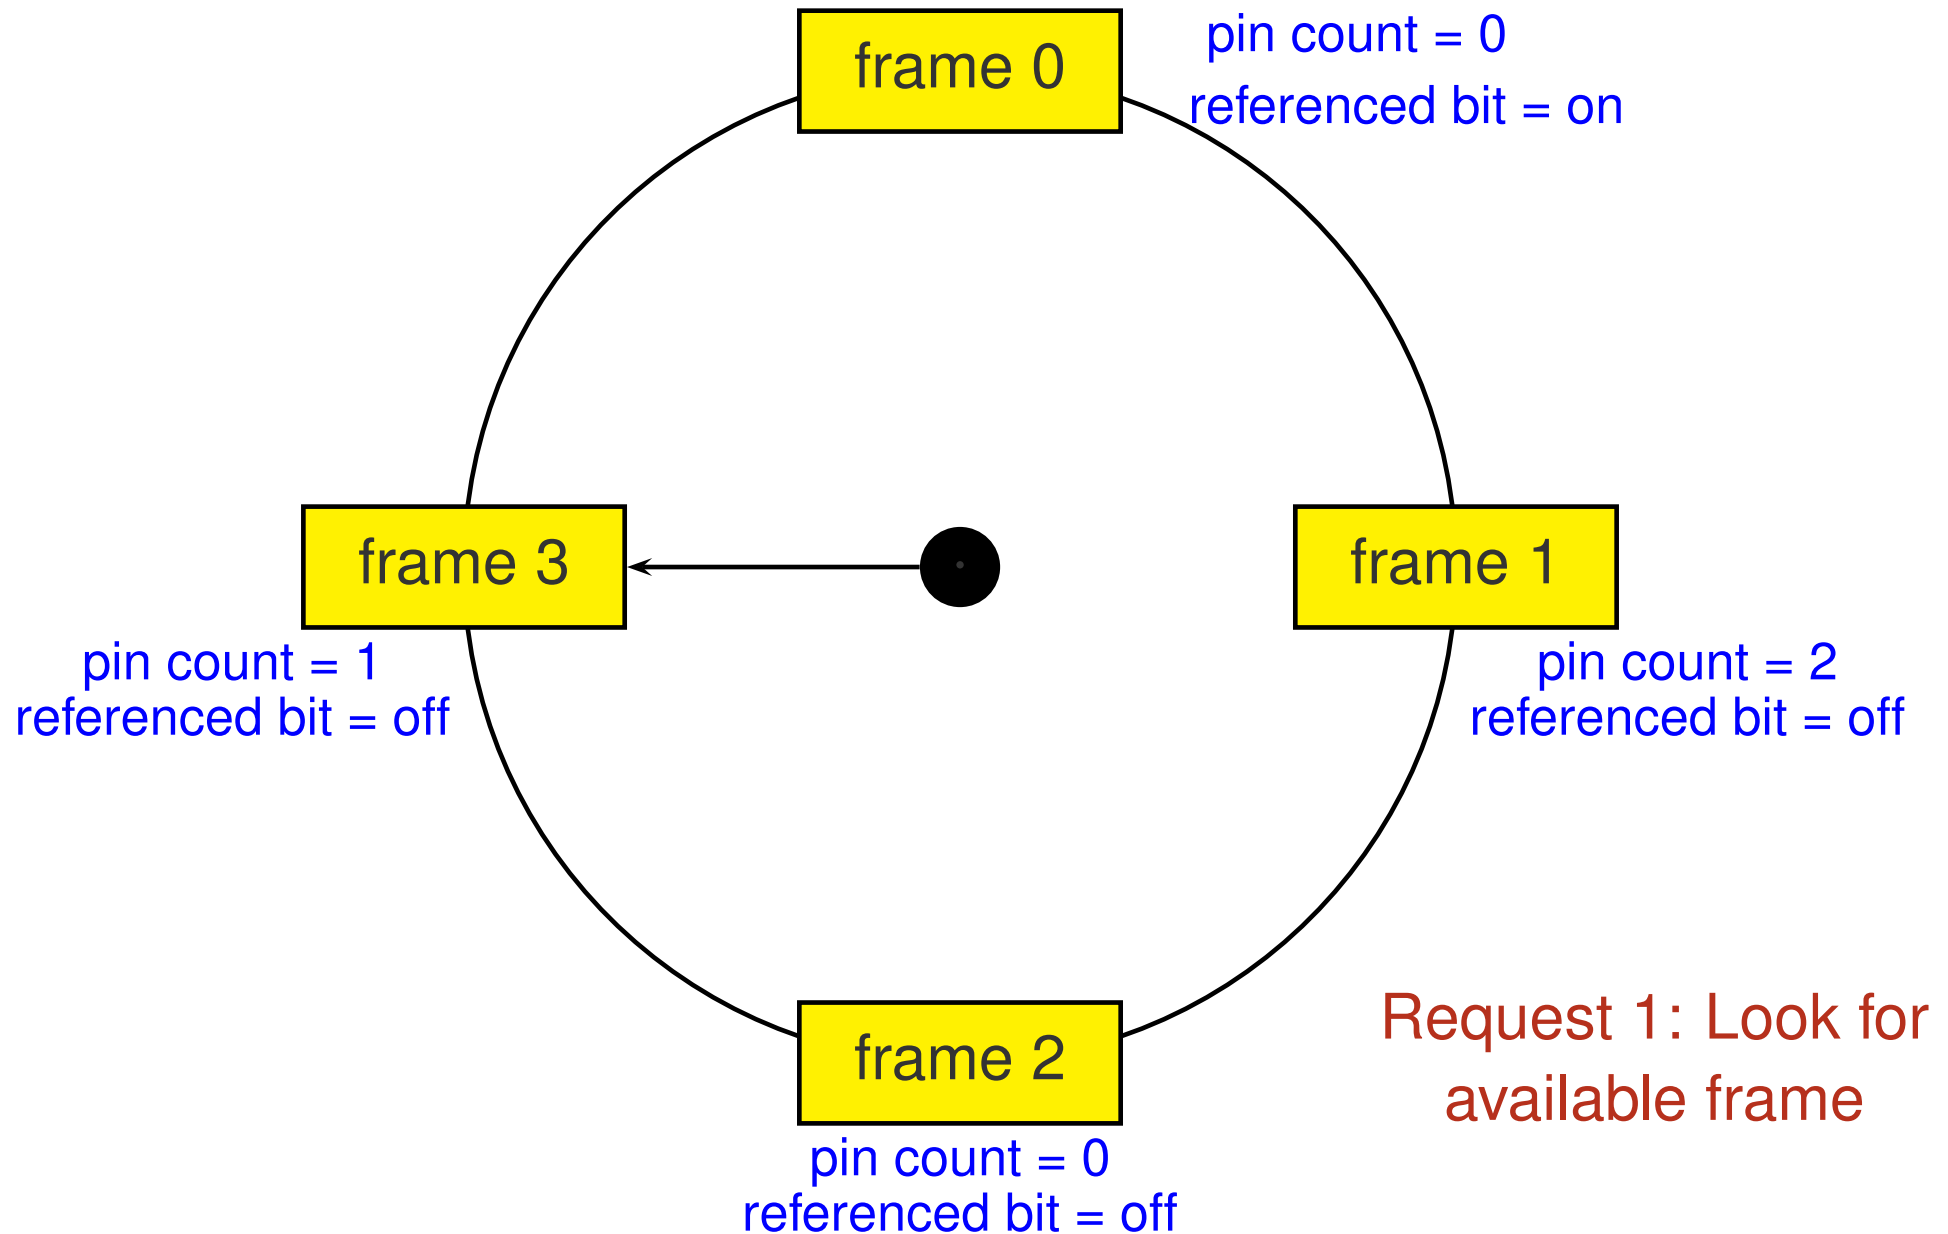 frame 0
pin count = 0
referenced bit = on
frame 3
frame 1
pin count = 1
referenced bit = off
pin count = 2
referenced bit = off
frame 2
pin count = 0
referenced bit = off
Request 1: Look for
available frame